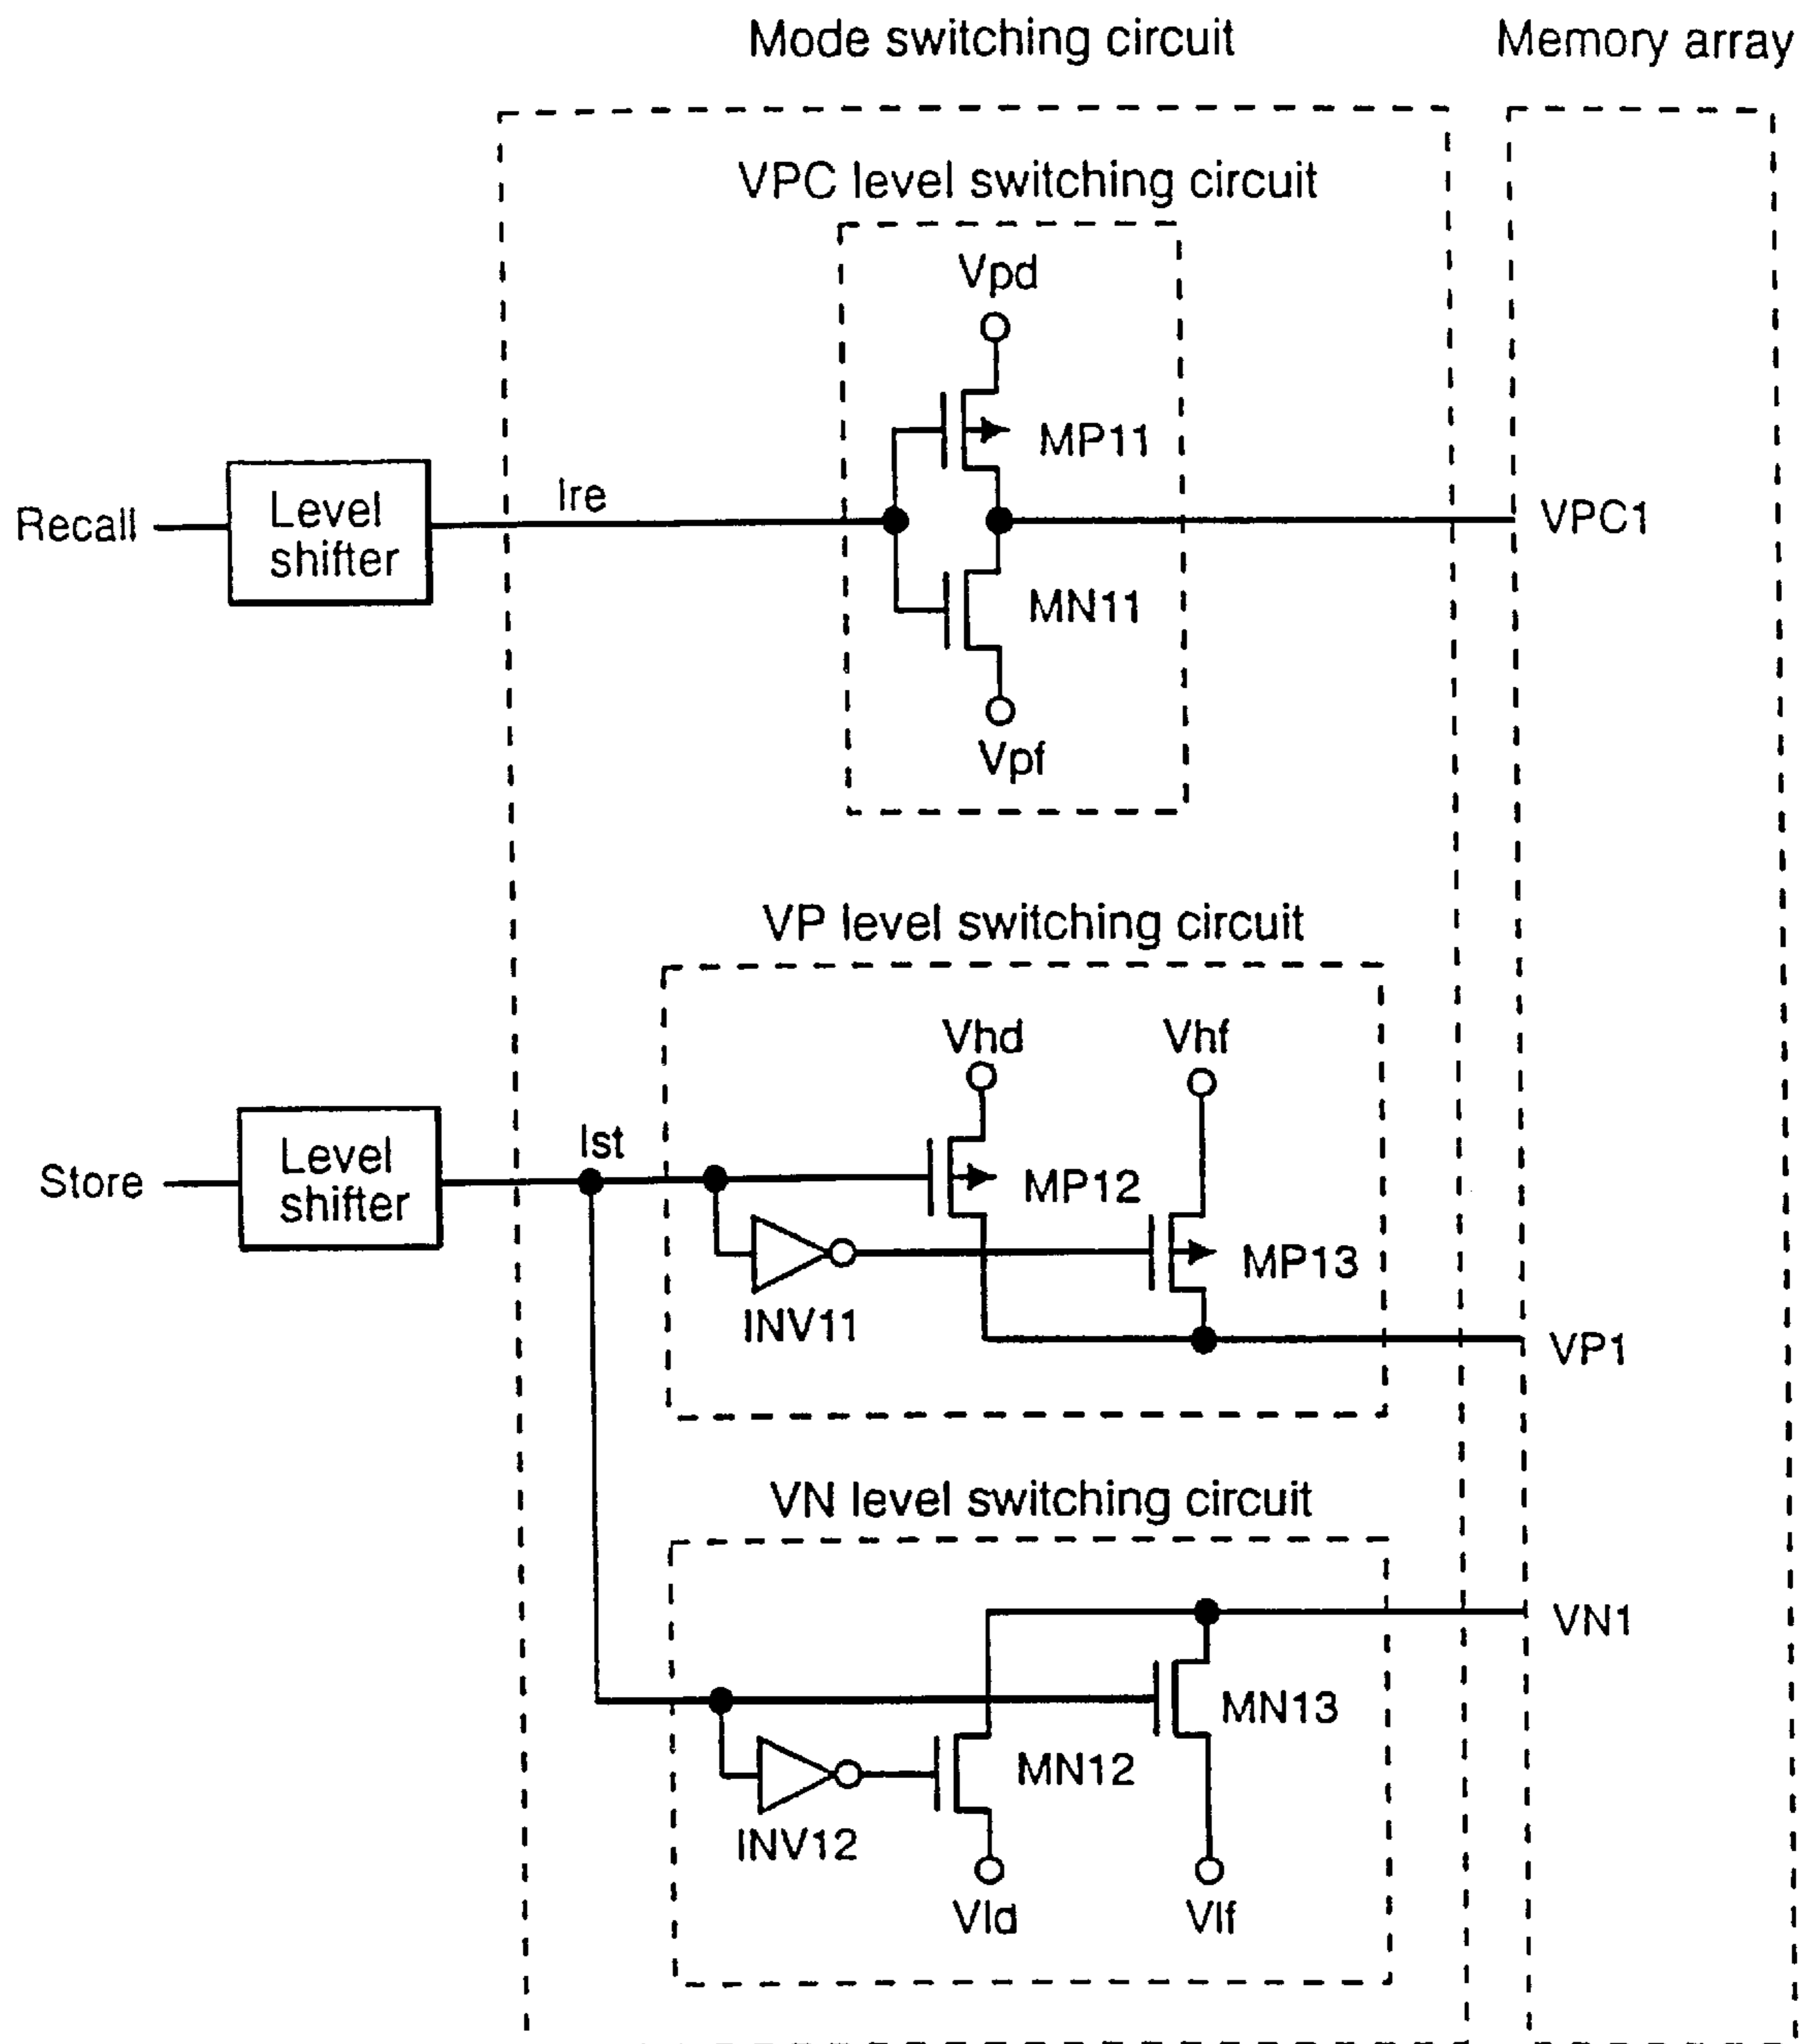 Mode switching circuit
Memory array
VPC level switching circuit
Vpd
MP11
Recall
Level
shifter
Ire
VPC1
MN11
Vpf
VP level switching circuit
Vhd
Vhf
Store
Level
shifter
Ist
MP12
MP13
INV11
VP1
VN level switching circuit
VN1
MN13
MN12
INV12
Vld
Vlf